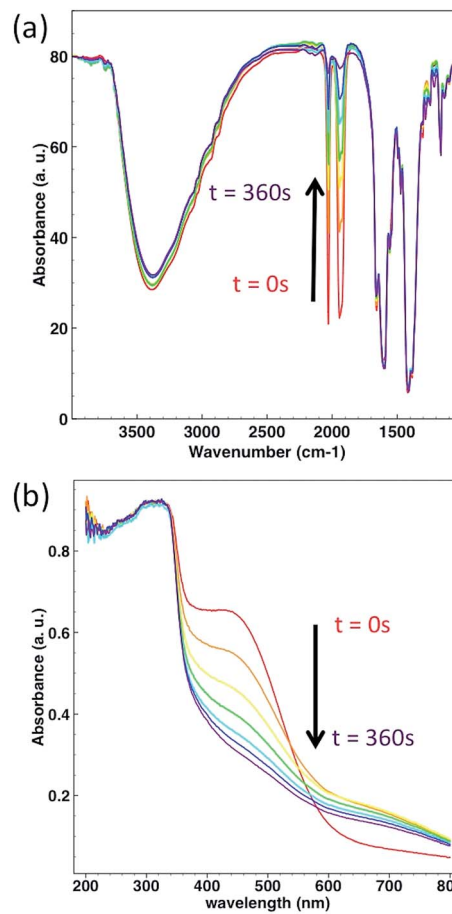 (a)
80
60
40
20
0
Absorbance (a. u.)
t = 360s
t = 0s
3500 3000 2500 2000 1500
Wavenumber (cm-1)
(b)
0.8
0.6
0.4
0.2
Absorbance (a. u.)
t = 0s
t = 360s
200 300 400 500 600 700 80
wavelength (nm)